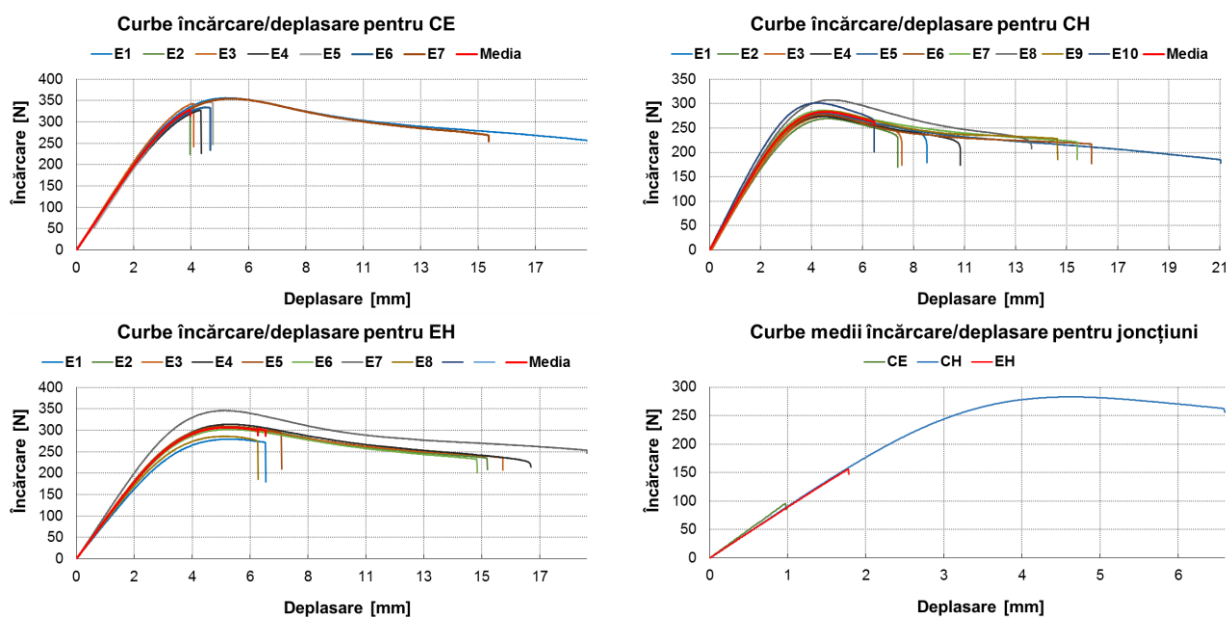 Curbe încărcare/deplasare pentru CE
E1 E2 E3 E4 E5 E6 E7 Media
400
350
300
250
200
150
100
50
0
Încărcare [N]
0 2 4 6 8 11 13 15 17
Deplasare [mm]
Curbe încărcare/deplasare pentru CH
E1 E2 E3 E4 E5 E6 E7 E8 E9 E10 Media
350
300
250
200
150
100
50
0
Încărcare [N]
0 2 4 6 8 11 13 15 17 19 21
Deplasare [mm]
Curbe încărcare/deplasare pentru EH
E1 E2 E3 E4 E5 E6 E7 E8 Media
400
350
300
250
200
150
100
50
0
Încărcare [N]
0 2 4 6 8 11 13 15 17
Deplasare [mm]
Curbe medii încărcare/deplasare pentru joncțiuni
CE CH EH
300
250
200
150
100
50
0
Încărcare [N]
0 1 2 3 4 5 6
Deplasare [mm]